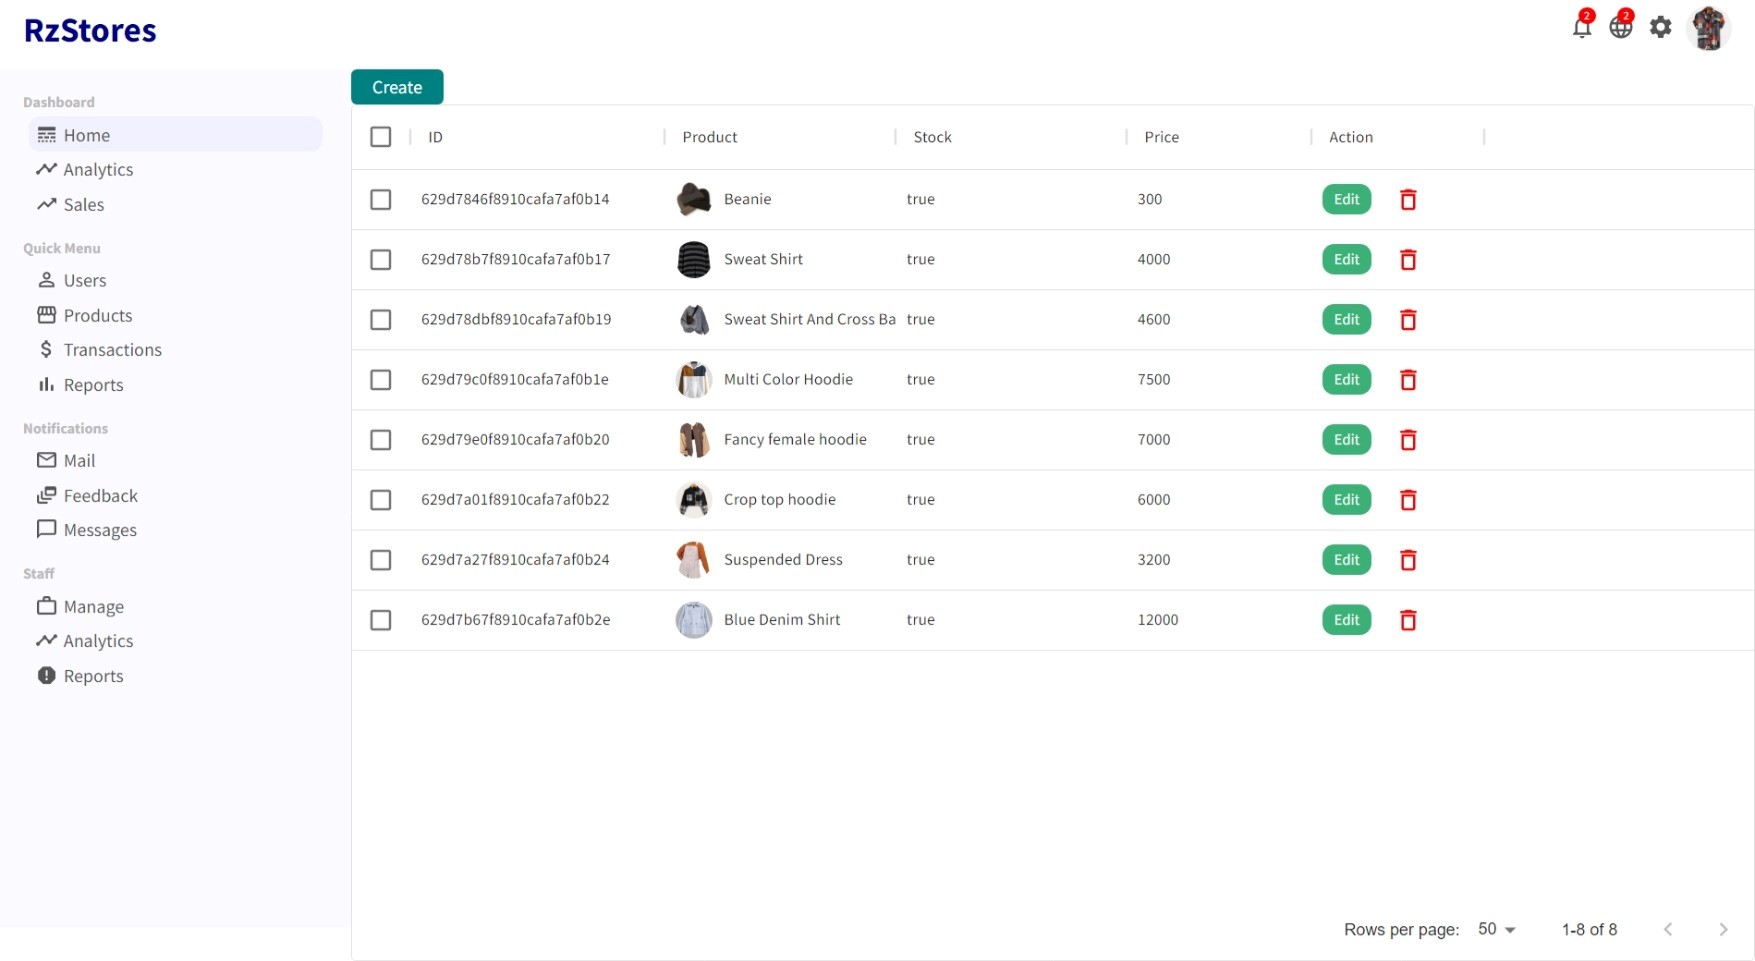 RzStores
2
2
Dashboard
Home
Analytics
Sales
Quick Menu
Users
Products
Transactions
Reports
Notifications
Mail
Feedback
Messages
Staff
Manage
Analytics
Reports
Create
ID Product Stock Price Action
629d7846f8910cafa7af0b14 Beanie true 300 Edit
629d78b7f8910cafa7af0b17 Sweat Shirt true 4000 Edit
629d78dbf8910cafa7af0b19 Sweat Shirt And Cross Ba true 4600 Edit
629d79c0f8910cafa7af0b1e Multi Color Hoodie true 7500 Edit
629d79e0f8910cafa7af0b20 Fancy female hoodie true 7000 Edit
629d7a01f8910cafa7af0b22 Crop top hoodie true 6000 Edit
629d7a27f8910cafa7af0b24 Suspended Dress true 3200 Edit
629d7b67f8910cafa7af0b2e Blue Denim Shirt true 12000 Edit
Rows per page: 50 1-8 of 8